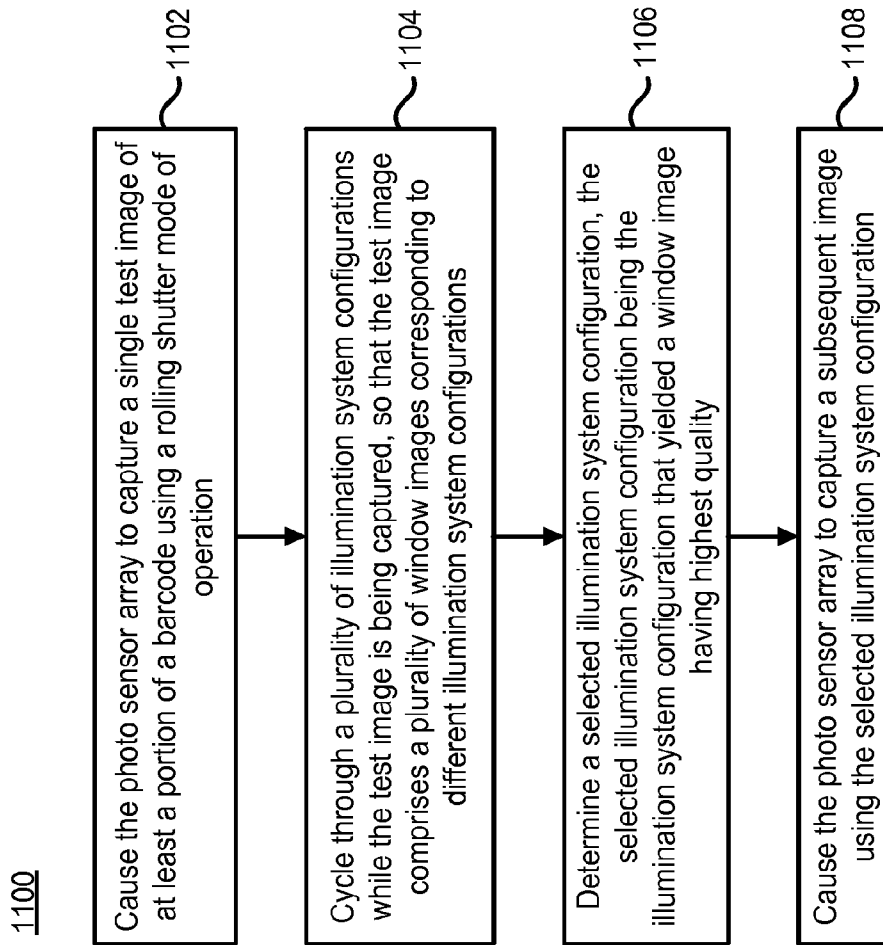 1100
Cause the photo sensor array to capture a single test image of
at least a portion of a barcode using a rolling shutter mode of
operation
1102
Cycle through a plurality of illumination system configurations
while the test image is being captured, so that the test image
comprises a plurality of window images corresponding to
different illumination system configurations
1104
Determine a selected illumination system configuration, the
selected illumination system configuration being the
illumination system configuration that yielded a window image
having highest quality
1106
Cause the photo sensor array to capture a subsequent image
using the selected illumination system configuration
1108